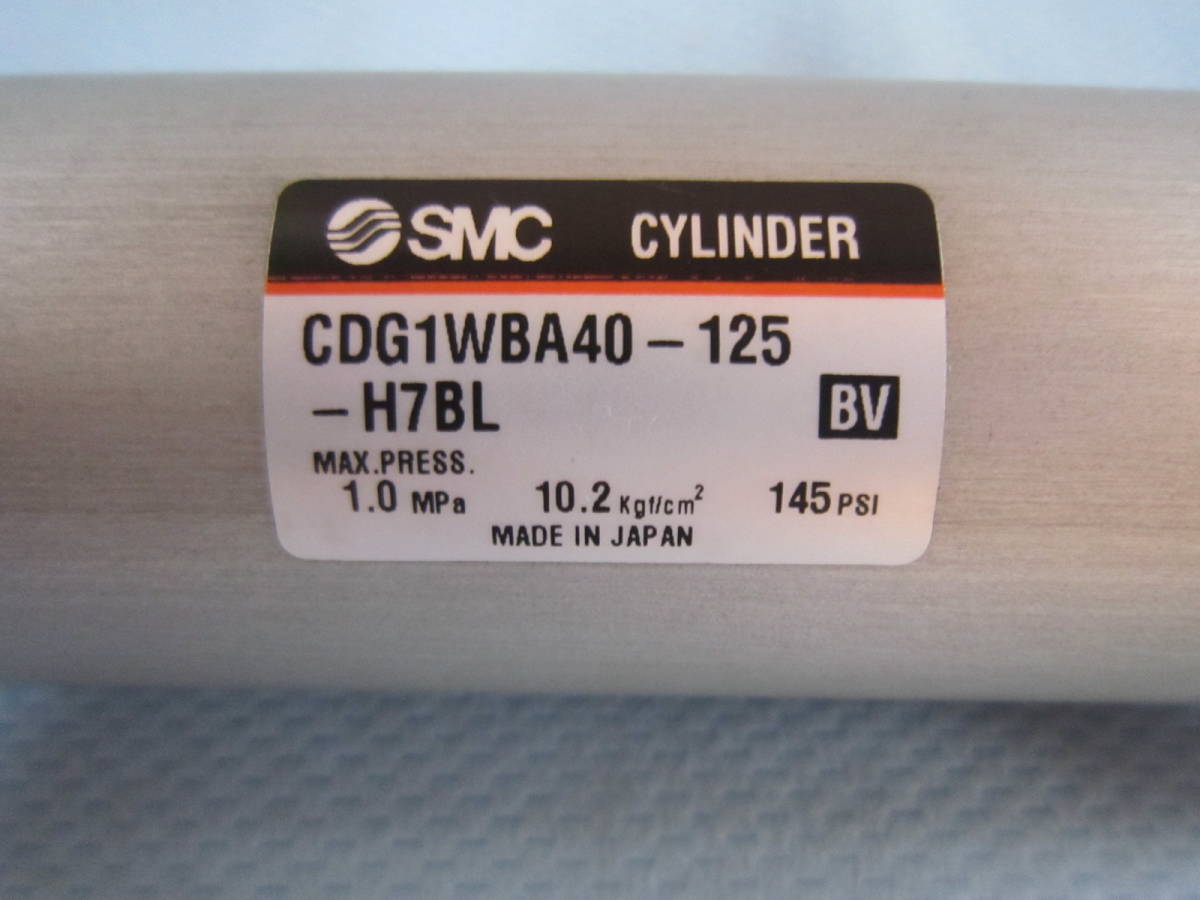 SMC CYLINDER
CDG1WBA40-125
-H7BL BV
MAX.PRESS.
1.0 MPa 10.2 Kgf/cm² 145 PSI
MADE IN JAPAN